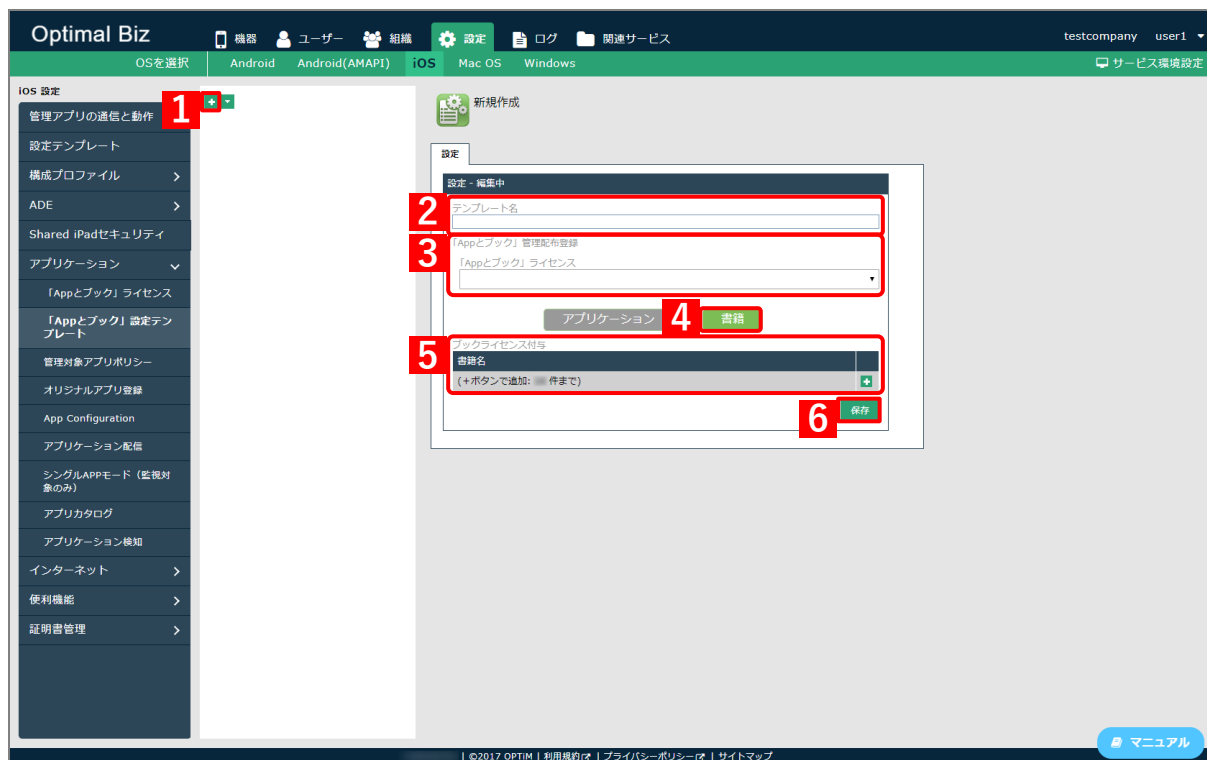 Optimal Biz
機器
ユーザー
組織
設定
ログ
関連サービス
testcompany user1
OSを選択
Android
Android(AMAPI)
iOS
Mac OS
Windows
サービス環境設定
iOS 設定
管理アプリの通信と動作
設定テンプレート
構成プロファイル
ADE
Shared iPadセキュリティ
アプリケーション
「Appとブック」ライセンス
「Appとブック」設定テン
プレート
管理対象アプリポリシー
オリジナルアプリ登録
App Configuration
アプリケーション配信
シングルAPPモード（監視対
象のみ）
アプリカタログ
アプリケーション検知
インターネット
便利機能
証明書管理
1
新規作成
設定
設定 - 編集中
2
テンプレート名
3
「Appとブック」管理配布登録
「Appとブック」ライセンス
アプリケーション
4
書籍
5
ブックライセンス付与
書籍名
(+ボタンで追加: 件まで)
6
保存
マニュアル
| ©2017 OPTiM | 利用規約 | プライバシーポリシー | サイトマップ